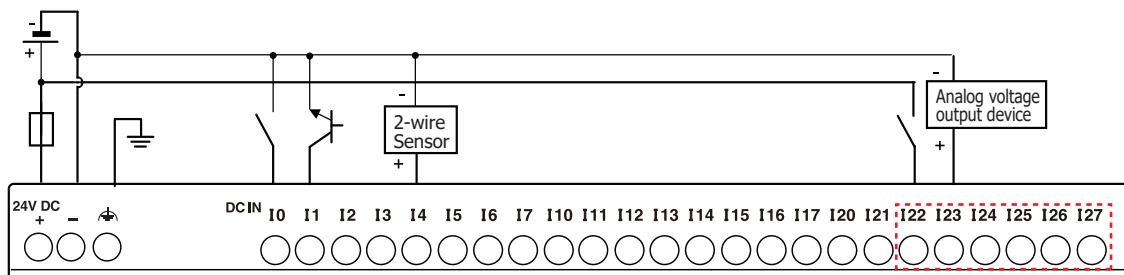 -
+
-
2-wire
Sensor
+
-
Analog voltage
output device
+
24V DC
+ -
DC IN I0 I1 I2 I3 I4 I5 I6 I7 I10 I11 I12 I13 I14 I15 I16 I17 I20 I21 I22 I23 I24 I25 I26 I27